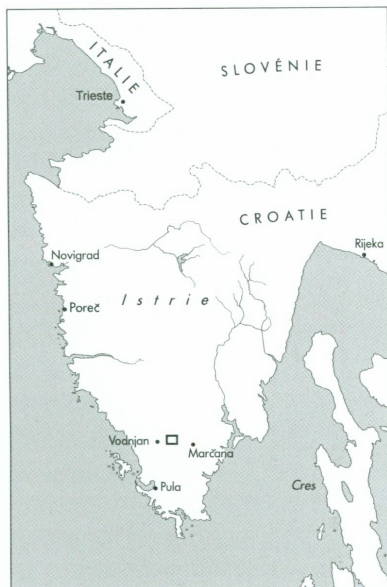 ITALIE
SLOVÉNIE
Trieste
CROATIE
Rijeka
Novigrad
Istrie
Poreč
Vodnjan
Marčana
Cres
Pula